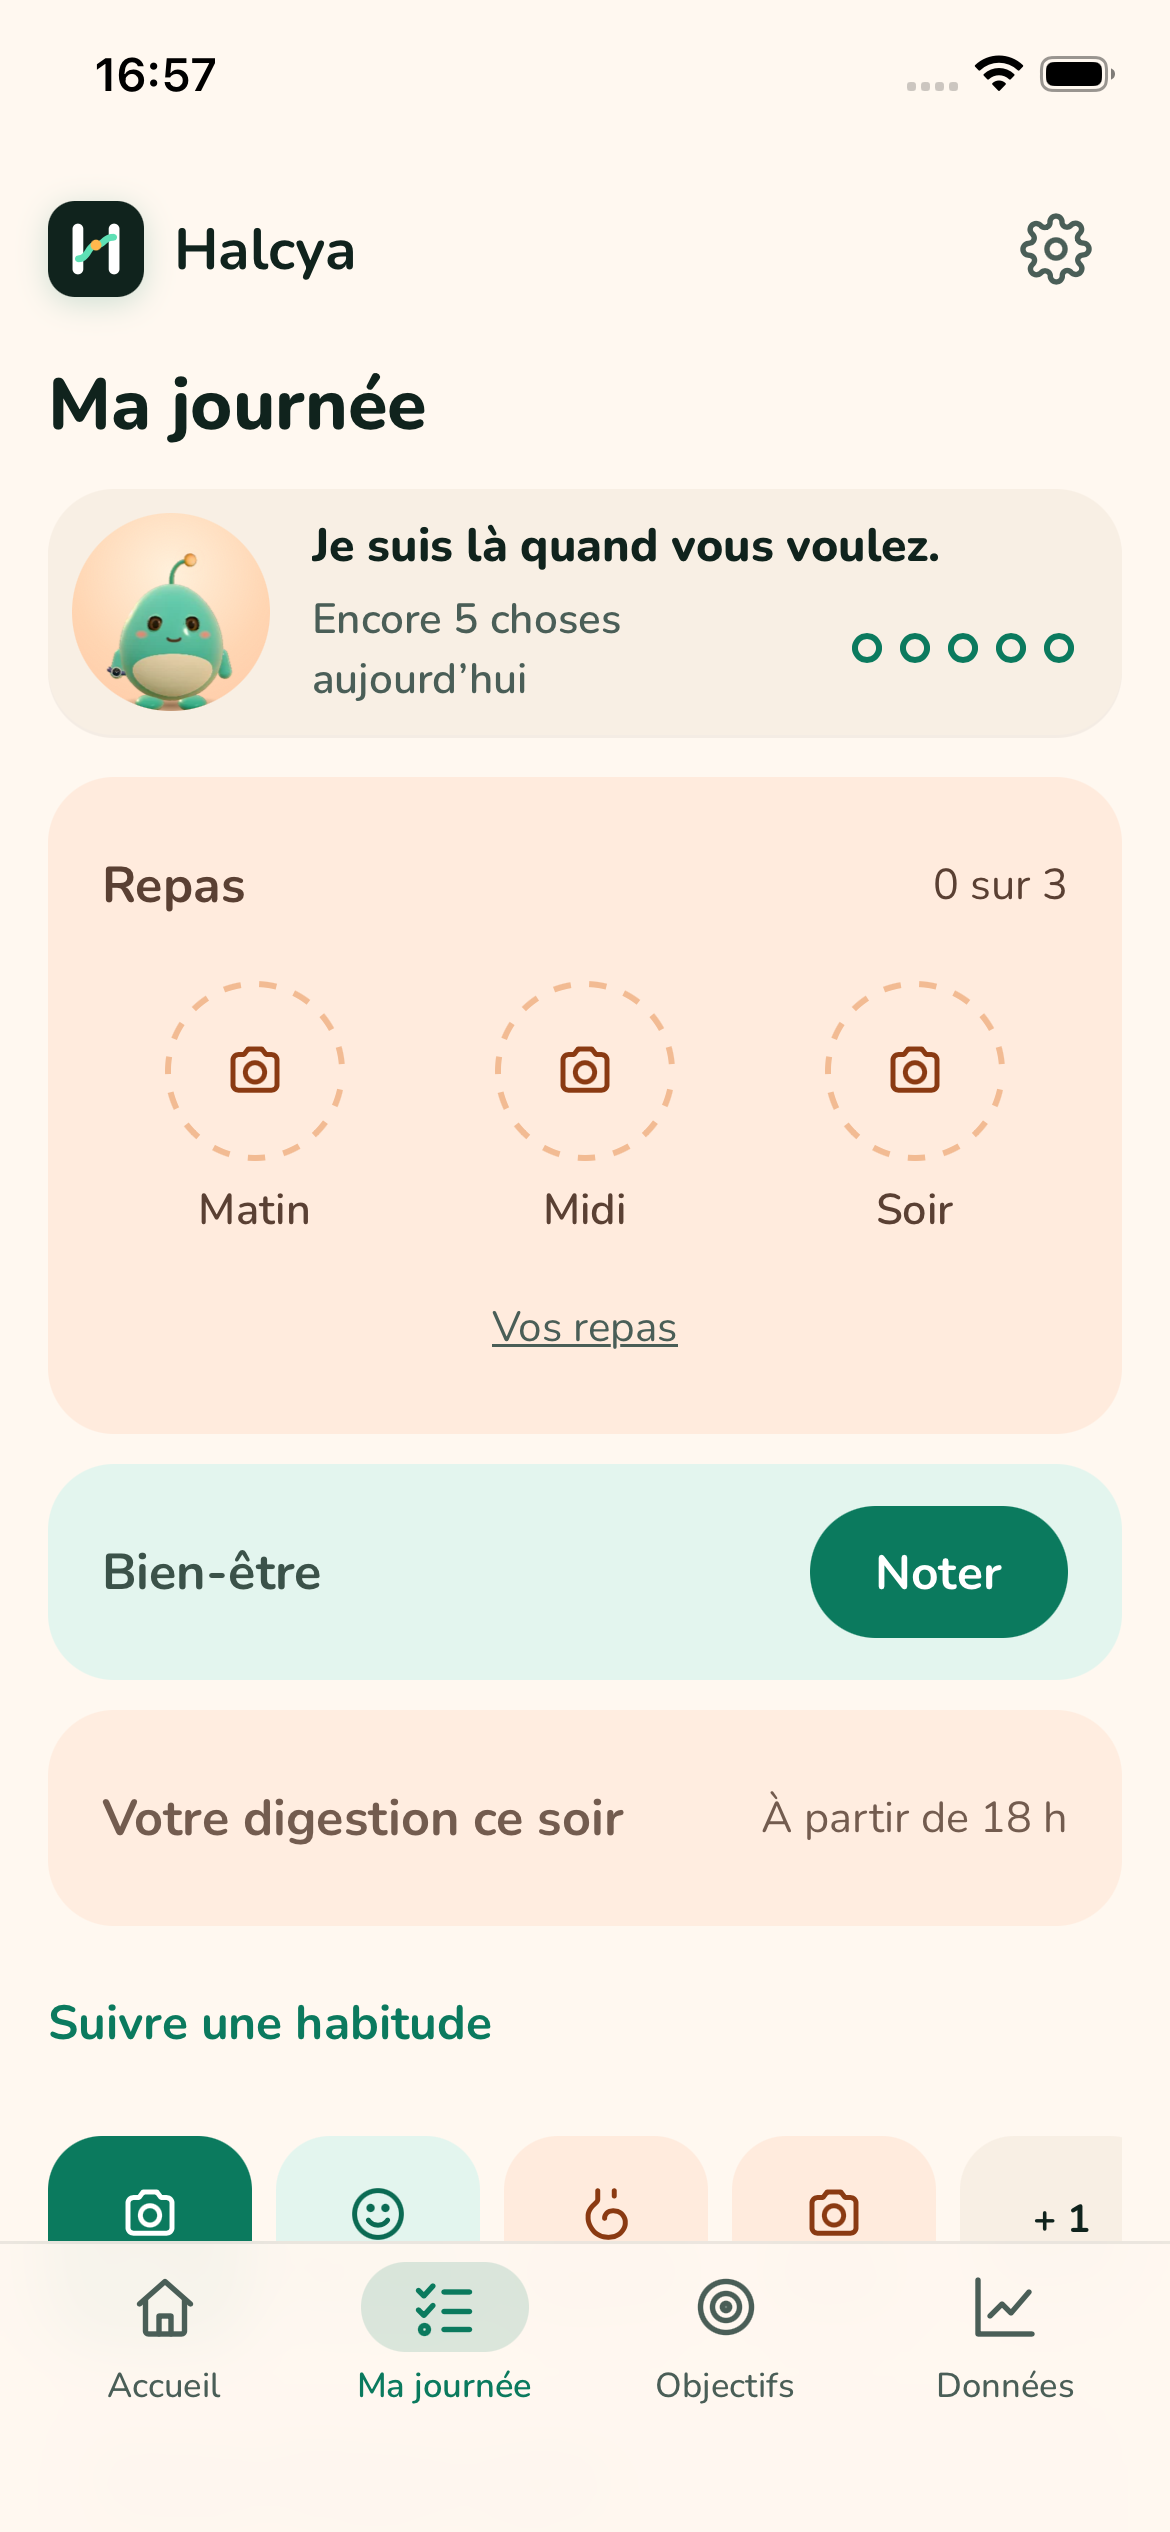 16:57
Halcya
Ma journée
Je suis là quand vous voulez.
Encore 5 choses
aujourd’hui
Repas
0 sur 3
Matin
Midi
Soir
Vos repas
Bien-être
Noter
Votre digestion ce soir
À partir de 18 h
Suivre une habitude
+ 1
Accueil
Ma journée
Objectifs
Données